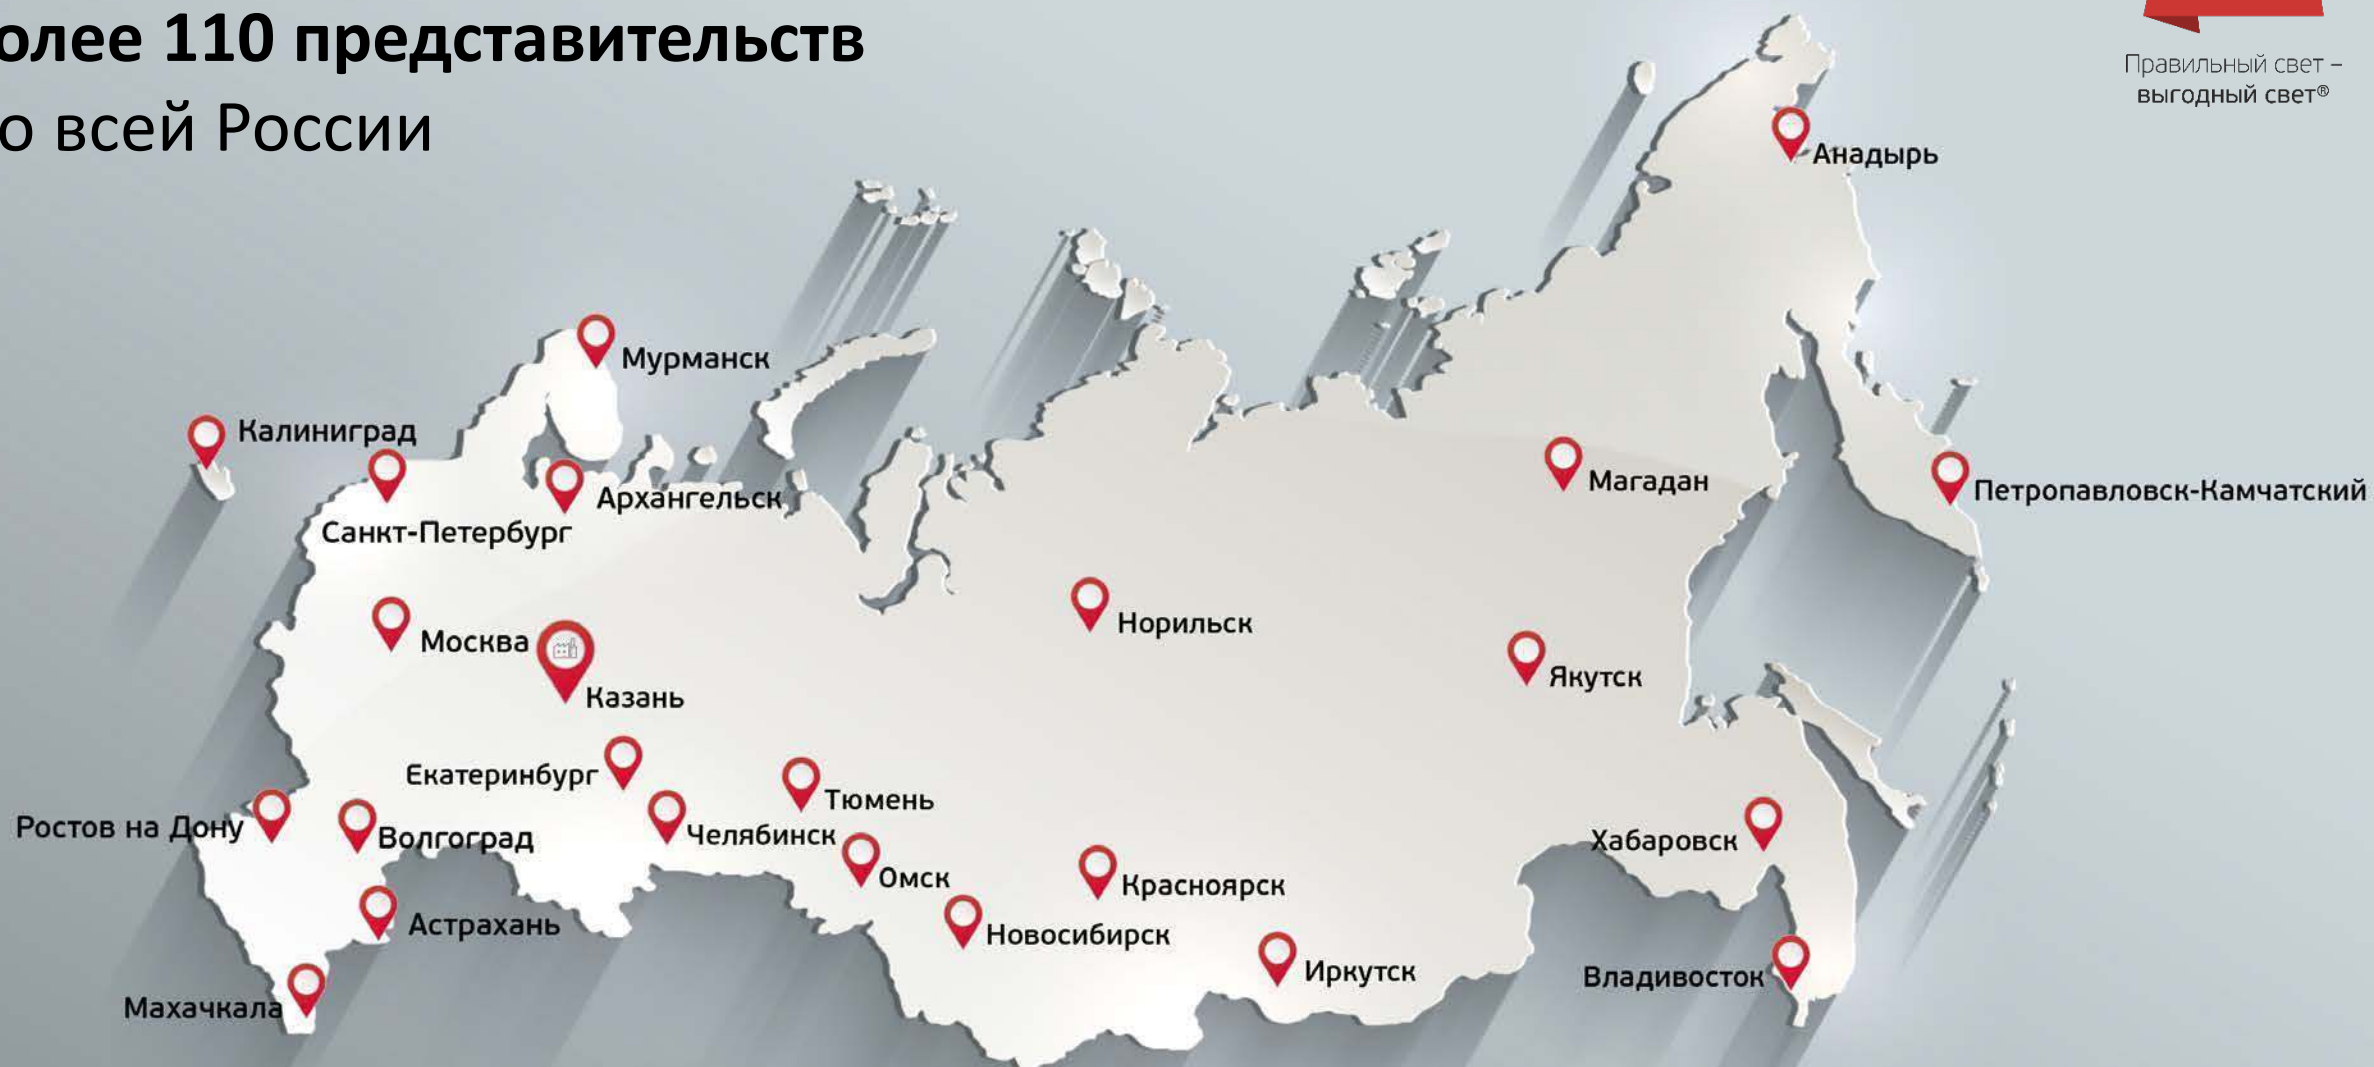 олее 110 представительств
о всей России
Правильный свет –
выгодный свет®
Анадырь
Мурманск
Калининград
Магадан
Петропавловск-Камчатский
Архангельск
Санкт-Петербург
Норильск
Москва
Якутск
Казань
Екатеринбург
Тюмень
Ростов на Дону
Волгоград
Челябинск
Хабаровск
Омск
Красноярск
Астрахань
Новосибирск
Иркутск
Владивосток
Махачкала